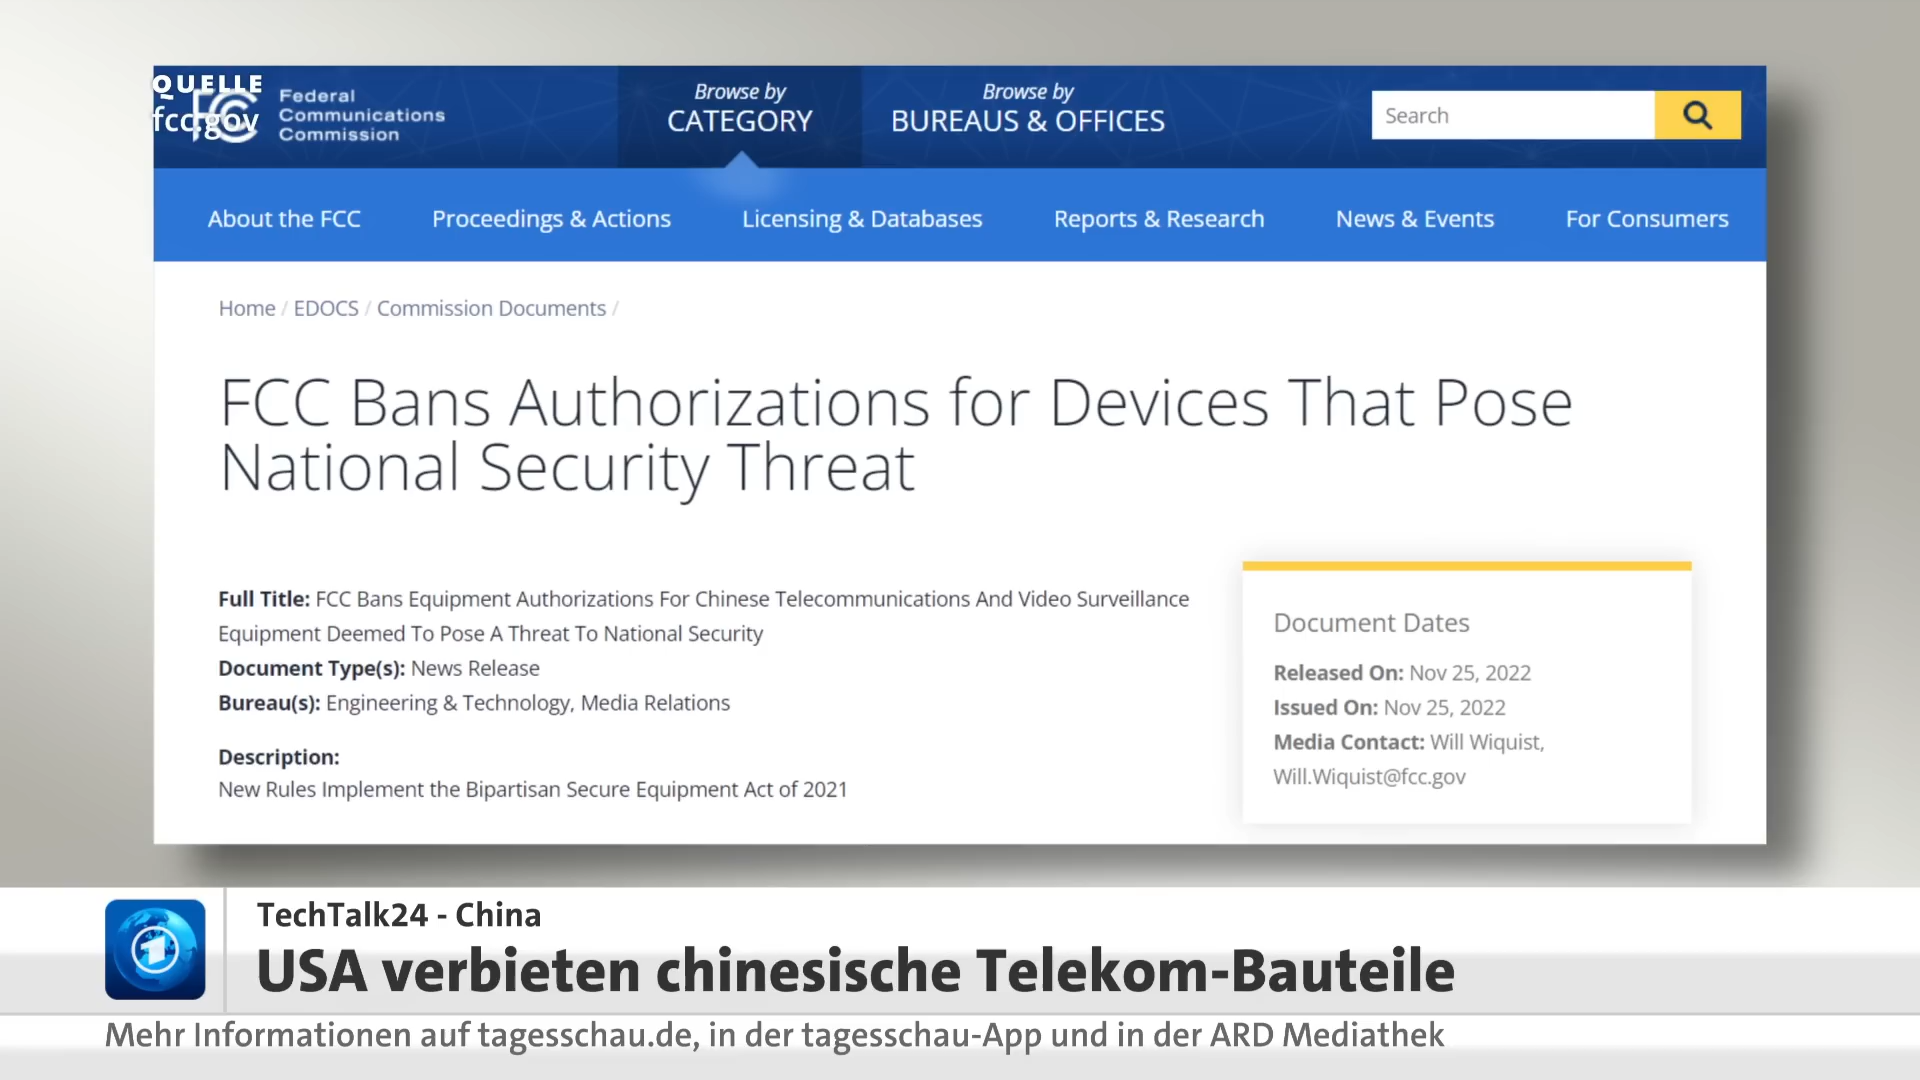 QUELLE
fcc.gov
Federal
Communications
Commission
Browse by
CATEGORY
Browse by
BUREAUS & OFFICES
Search
About the FCC
Proceedings & Actions
Licensing & Databases
Reports & Research
News & Events
For Consumers
Home / EDOCS / Commission Documents /
FCC Bans Authorizations for Devices That Pose
National Security Threat
Full Title: FCC Bans Equipment Authorizations For Chinese Telecommunications And Video Surveillance
Equipment Deemed To Pose A Threat To National Security
Document Type(s): News Release
Bureau(s): Engineering & Technology, Media Relations
Description:
New Rules Implement the Bipartisan Secure Equipment Act of 2021
Document Dates
Released On: Nov 25, 2022
Issued On: Nov 25, 2022
Media Contact: Will Wiquist,
Will.Wiquist@fcc.gov
1
TechTalk24 - China
USA verbieten chinesische Telekom-Bauteile
Mehr Informationen auf tagesschau.de, in der tagesschau-App und in der ARD Mediathek